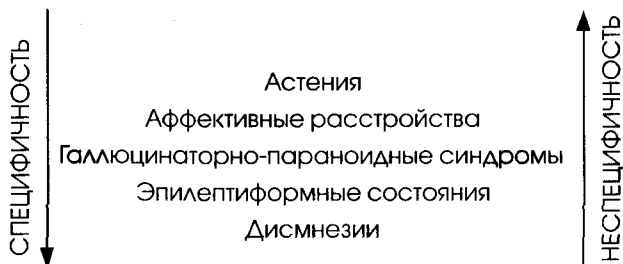 СПЕЦИФИЧНОСТЬ
Астения
Аффективные расстройства
Галлюцинаторно-параноидные синдромы
Эпилептиформные состояния
Дисмнезии
НЕСПЕЦИФИЧНОСТЬ